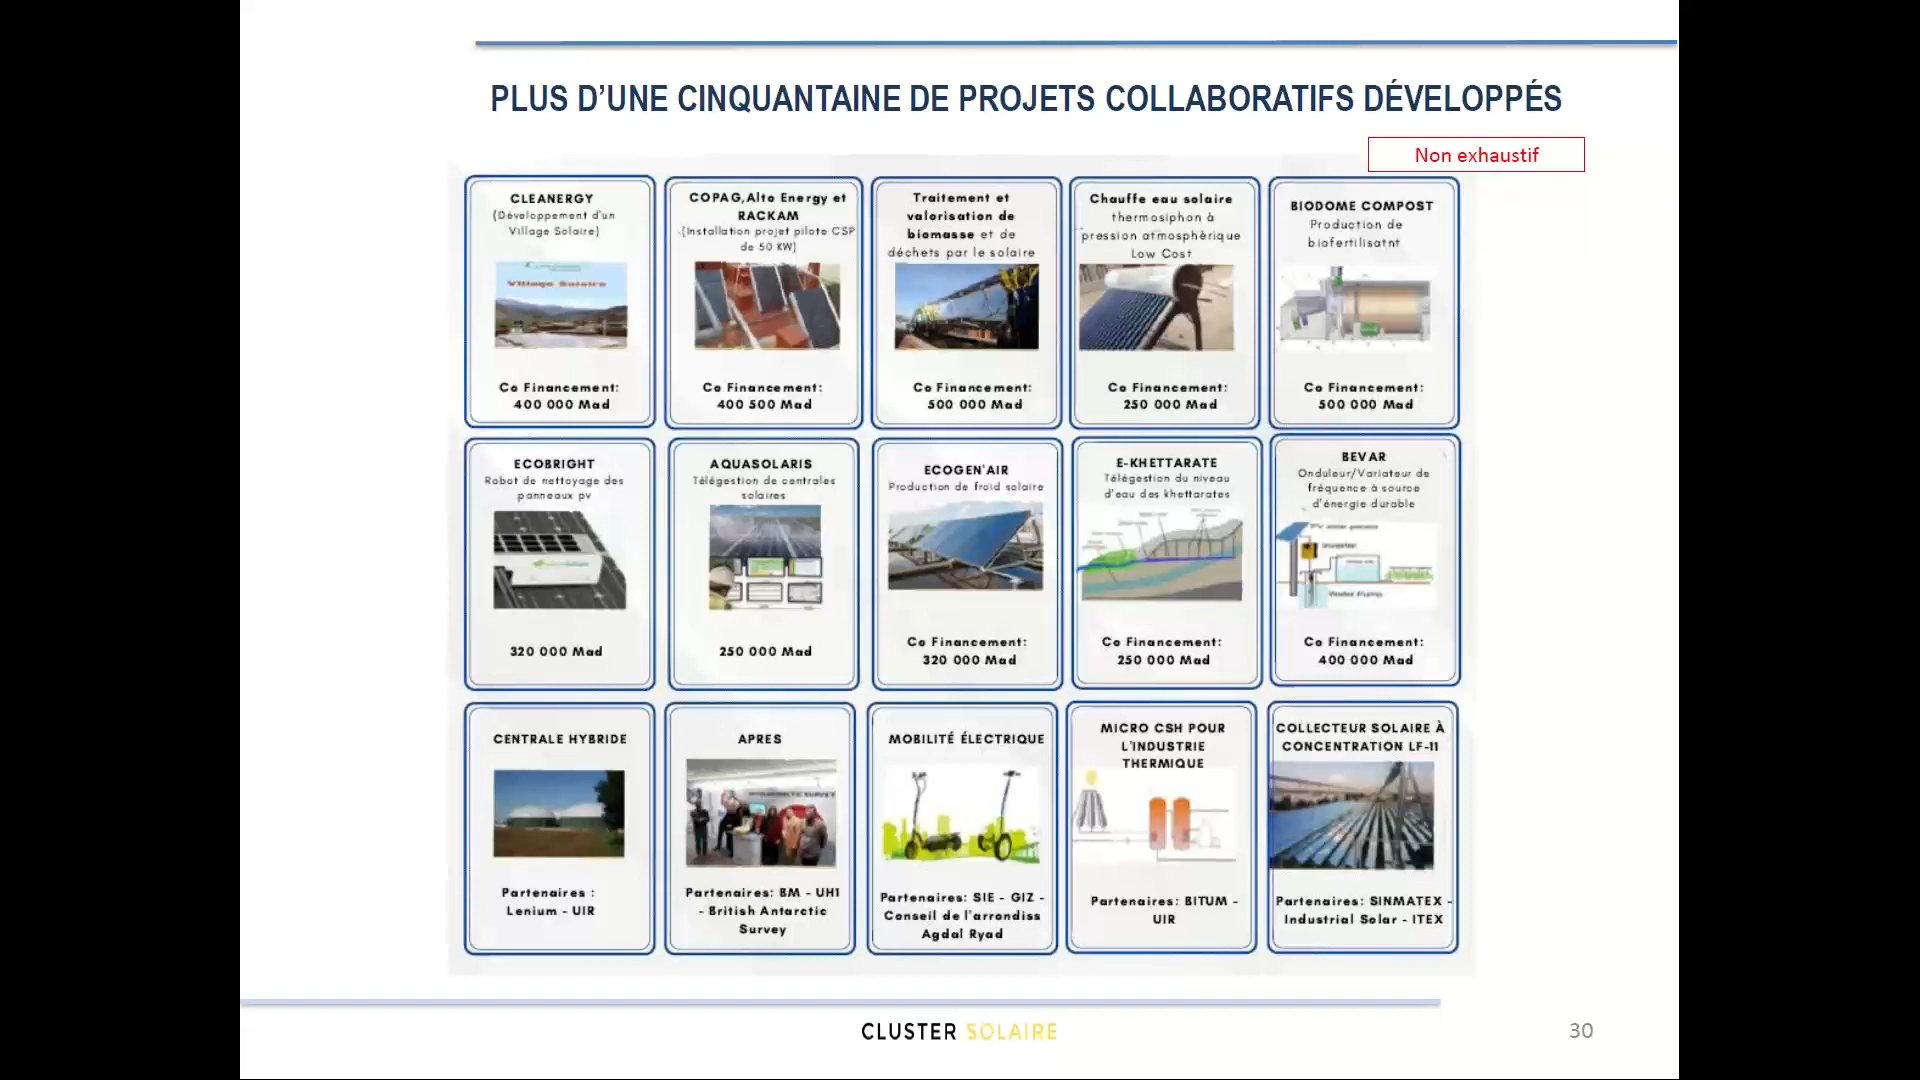 PLUS D’UNE CINQUANTAINE DE PROJETS COLLABORATIFS DÉVELOPPÉS
Non exhaustif
CLEANERGY
(Développement d'un
Village Solaire)
Village Solaire
Co Financement:
400 000 Mad
COPAG,Alto Energy et
RACKAM
(Installation projet pilote CSP
de 50 KW)
Co Financement:
400 500 Mad
Traitement et
valorisation de
biomasse et de
déchets par le solaire
Co Financement:
500 000 Mad
Chauffe eau solaire
thermosiphon à
pression atmosphèrique
Low Cost
Co Financement:
250 000 Mad
BIODOME COMPOST
Production de
biofertilisatnt
Co Financement:
500 000 Mad
ECOBRIGHT
Robot de nettoyage des
panneaux pv
320 000 Mad
AQUASOLARIS
Télégestion de centrales
solaires
250 000 Mad
ECOGEN'AIR
Production de froid solaire
Co Financement:
320 000 Mad
E-KHETTARATE
Télégestion du niveau
d'eau des khettarates
Co Financement:
250 000 Mad
BEVAR
Onduleur/Variateur de
fréquence à source
d'énergie durable
Inverter
Water Pump
Co Financement:
400 000 Mad
CENTRALE HYBRIDE
Partenaires :
Lenium - UIR
APRES
Partenaires: BM - UH1
- British Antarctic
Survey
MOBILITÉ ÉLECTRIQUE
Partenaires: SIE - GIZ -
Conseil de l'arrondiss
Agdal Ryad
MICRO CSH POUR
L'INDUSTRIE
THERMIQUE
Partenaires: BITUM -
UIR
COLLECTEUR SOLAIRE À
CONCENTRATION LF-11
Partenaires: SINMATEX -
Industrial Solar - ITEX
CLUSTER SOLAIRE
30